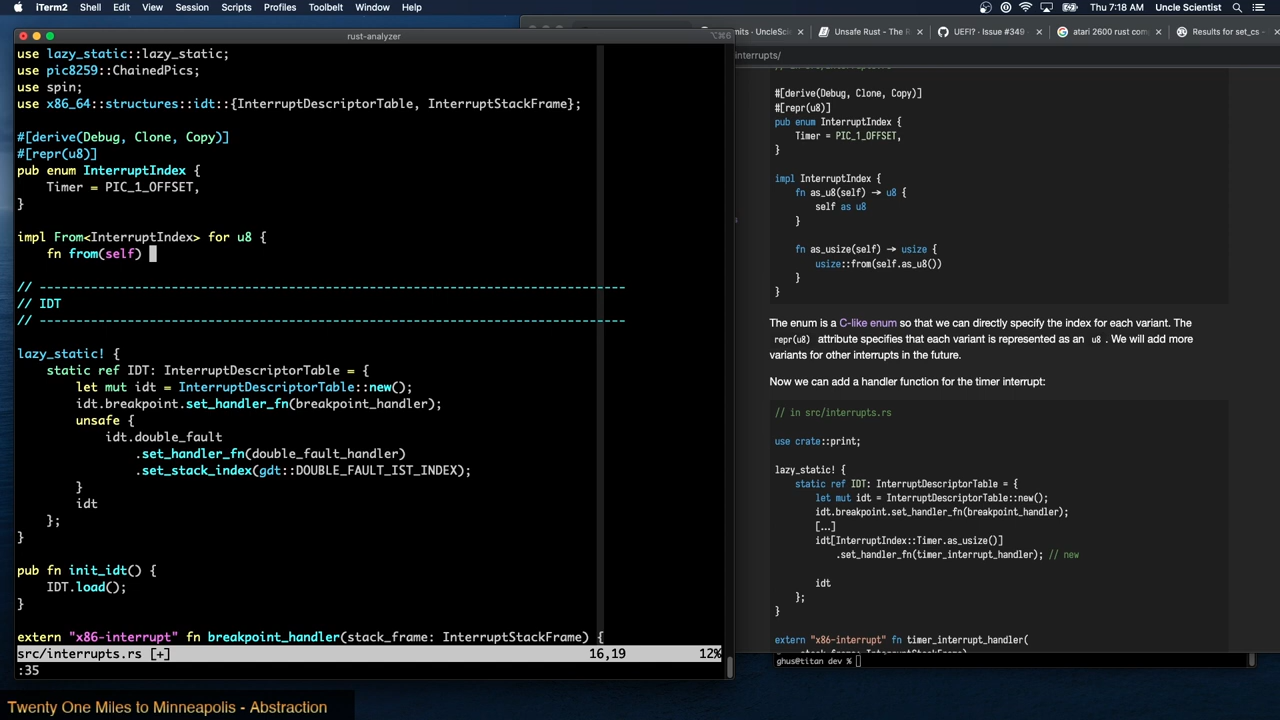 iTerm2 Shell Edit View Session Scripts Profiles Toolbelt Window Help Thu 7:18 AM Uncle Scientist
rust-analyzer ⌥⌘6
mits - UncleScie Unsafe Rust - The R UEFI? · Issue #349 atari 2600 rust comp Results for set_cs
interrupts/
use lazy_static::lazy_static;
use pic8259::ChainedPics;
use spin;
use x86_64::structures::idt::{InterruptDescriptorTable, InterruptStackFrame};
#[derive(Debug, Clone, Copy)]
#[repr(u8)]
pub enum InterruptIndex {
    Timer = PIC_1_OFFSET,
}
impl From<InterruptIndex> for u8 {
    fn from(self)
// -------------------------------------------------------------------------------
// IDT
// -------------------------------------------------------------------------------
lazy_static! {
    static ref IDT: InterruptDescriptorTable = {
        let mut idt = InterruptDescriptorTable::new();
        idt.breakpoint.set_handler_fn(breakpoint_handler);
        unsafe {
            idt.double_fault
                .set_handler_fn(double_fault_handler)
                .set_stack_index(gdt::DOUBLE_FAULT_IST_INDEX);
        }
        idt
    };
}
pub fn init_idt() {
    IDT.load();
}
extern "x86-interrupt" fn breakpoint_handler(stack_frame: InterruptStackFrame) {
src/interrupts.rs [+] 16,19 12%
:35
#[derive(Debug, Clone, Copy)]
#[repr(u8)]
pub enum InterruptIndex {
    Timer = PIC_1_OFFSET,
}
impl InterruptIndex {
    fn as_u8(self) -> u8 {
        self as u8
    }
    fn as_usize(self) -> usize {
        usize::from(self.as_u8())
    }
}
The enum is a C-like enum so that we can directly specify the index for each variant. The
repr(u8) attribute specifies that each variant is represented as an u8 . We will add more
variants for other interrupts in the future.
Now we can add a handler function for the timer interrupt:
// in src/interrupts.rs
use crate::print;
lazy_static! {
    static ref IDT: InterruptDescriptorTable = {
        let mut idt = InterruptDescriptorTable::new();
        idt.breakpoint.set_handler_fn(breakpoint_handler);
        [...]
        idt[InterruptIndex::Timer.as_usize()]
            .set_handler_fn(timer_interrupt_handler); // new
        idt
    };
}
extern "x86-interrupt" fn timer_interrupt_handler(
ghus@titan dev %
Twenty One Miles to Minneapolis - Abstraction